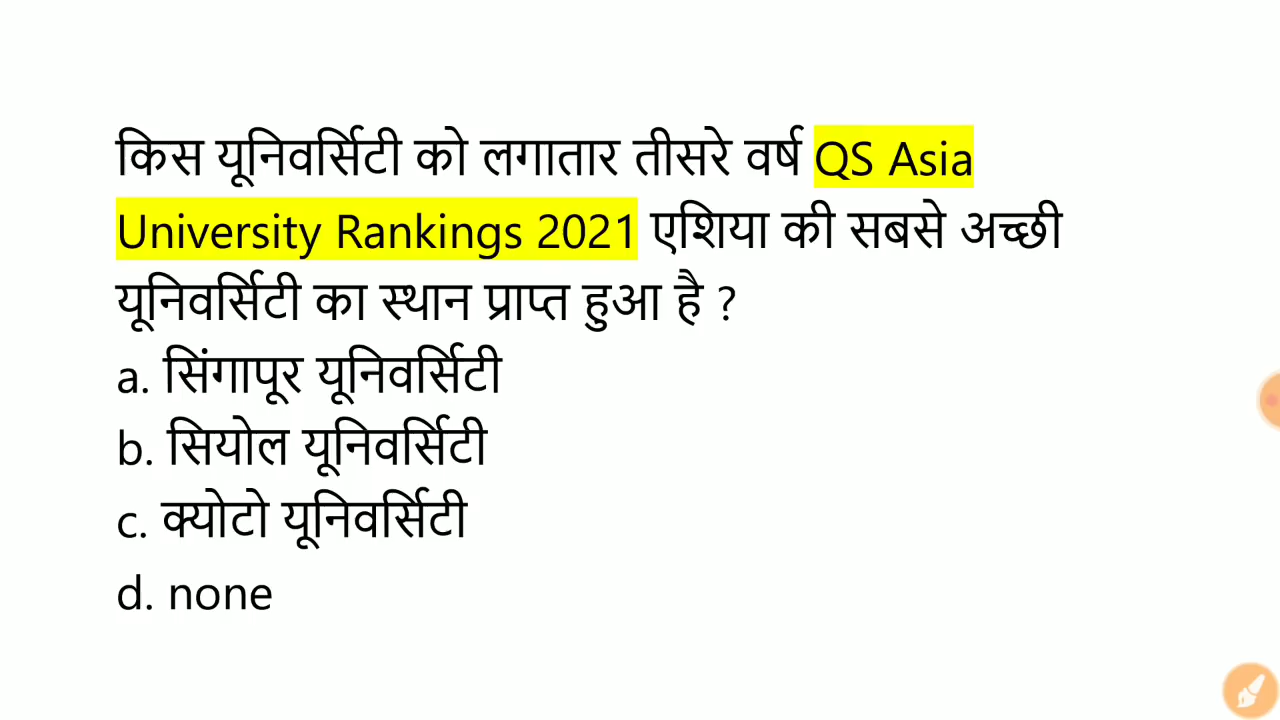 किस यूनिवर्सिटी को लगातार तीसरे वर्ष QS Asia
University Rankings 2021 एशिया की सबसे अच्छी
यूनिवर्सिटी का स्थान प्राप्त हुआ है ?
a. सिंगापूर यूनिवर्सिटी
b. सियोल यूनिवर्सिटी
c. क्योटो यूनिवर्सिटी
d. none